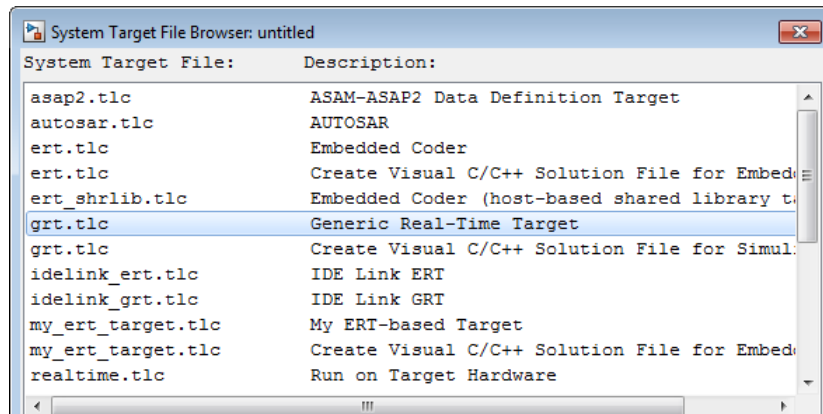 System Target File Browser: untitled
System Target File: Description:
asap2.tlc ASAM-ASAP2 Data Definition Target
autosar.tlc AUTOSAR
ert.tlc Embedded Coder
ert.tlc Create Visual C/C++ Solution File for
ert_shrlib.tlc Embedded Coder (host-based shared library
grt.tlc Generic Real-Time Target
grt.tlc Create Visual C/C++ Solution File for
idelink_ert.tlc IDE Link ERT
idelink_grt.tlc IDE Link GRT
my_ert_target.tlc My ERT-based Target
my_ert_target.tlc Create Visual C/C++ Solution File for
realtime.tlc Run on Target Hardware